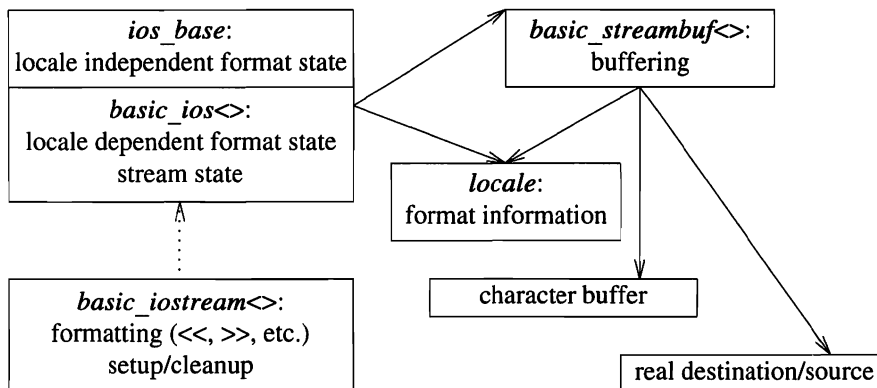 ios_base:
locale independent format state
basic_ios<>:
locale dependent format state
stream state
basic_streambuf<>:
buffering
locale:
format information
character buffer
basic_iostream<>:
formatting (<<, >>, etc.)
setup/cleanup
real destination/source